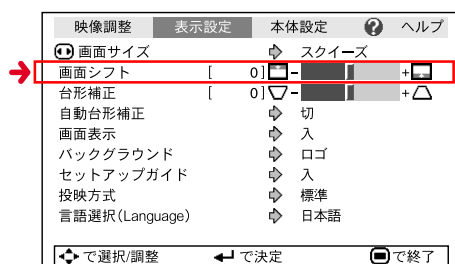 映像調整 表示設定 本体設定 ? ヘルプ
画面サイズ スクイーズ
画面シフト [ 0] - +
台形補正 [ 0] - +
自動台形補正 切
画面表示 入
バックグラウンド ロゴ
セットアップガイド 入
投映方式 標準
言語選択(Language) 日本語
で選択/調整 で決定 で終了